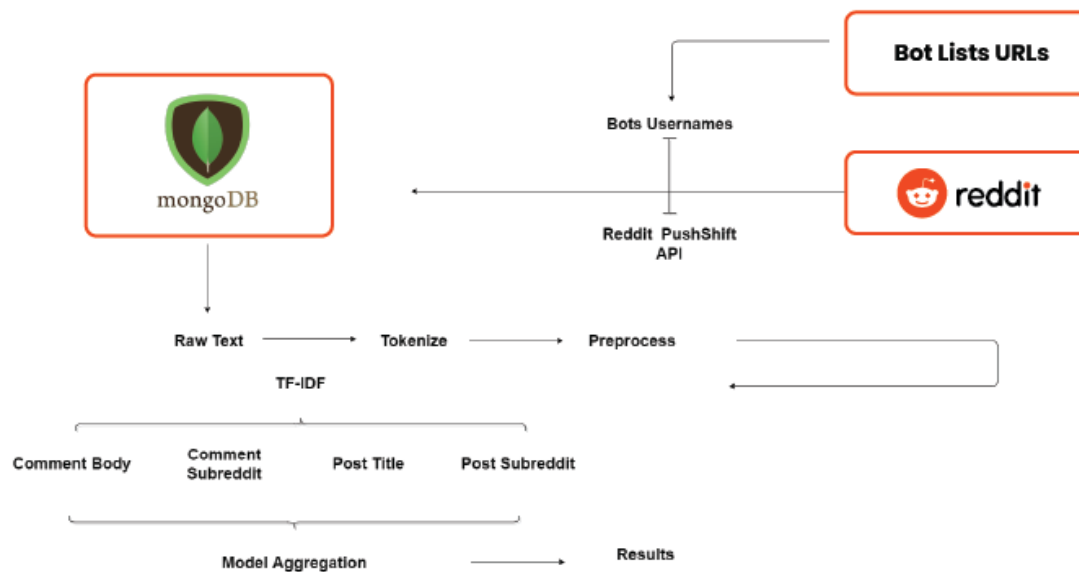 Bot Lists URLs
mongoDB
Bots Usernames
reddit
Reddit PushShift
API
Raw Text
Tokenize
Preprocess
TF-IDF
Comment Body
Comment
Subreddit
Post Title
Post Subreddit
Model Aggregation
Results